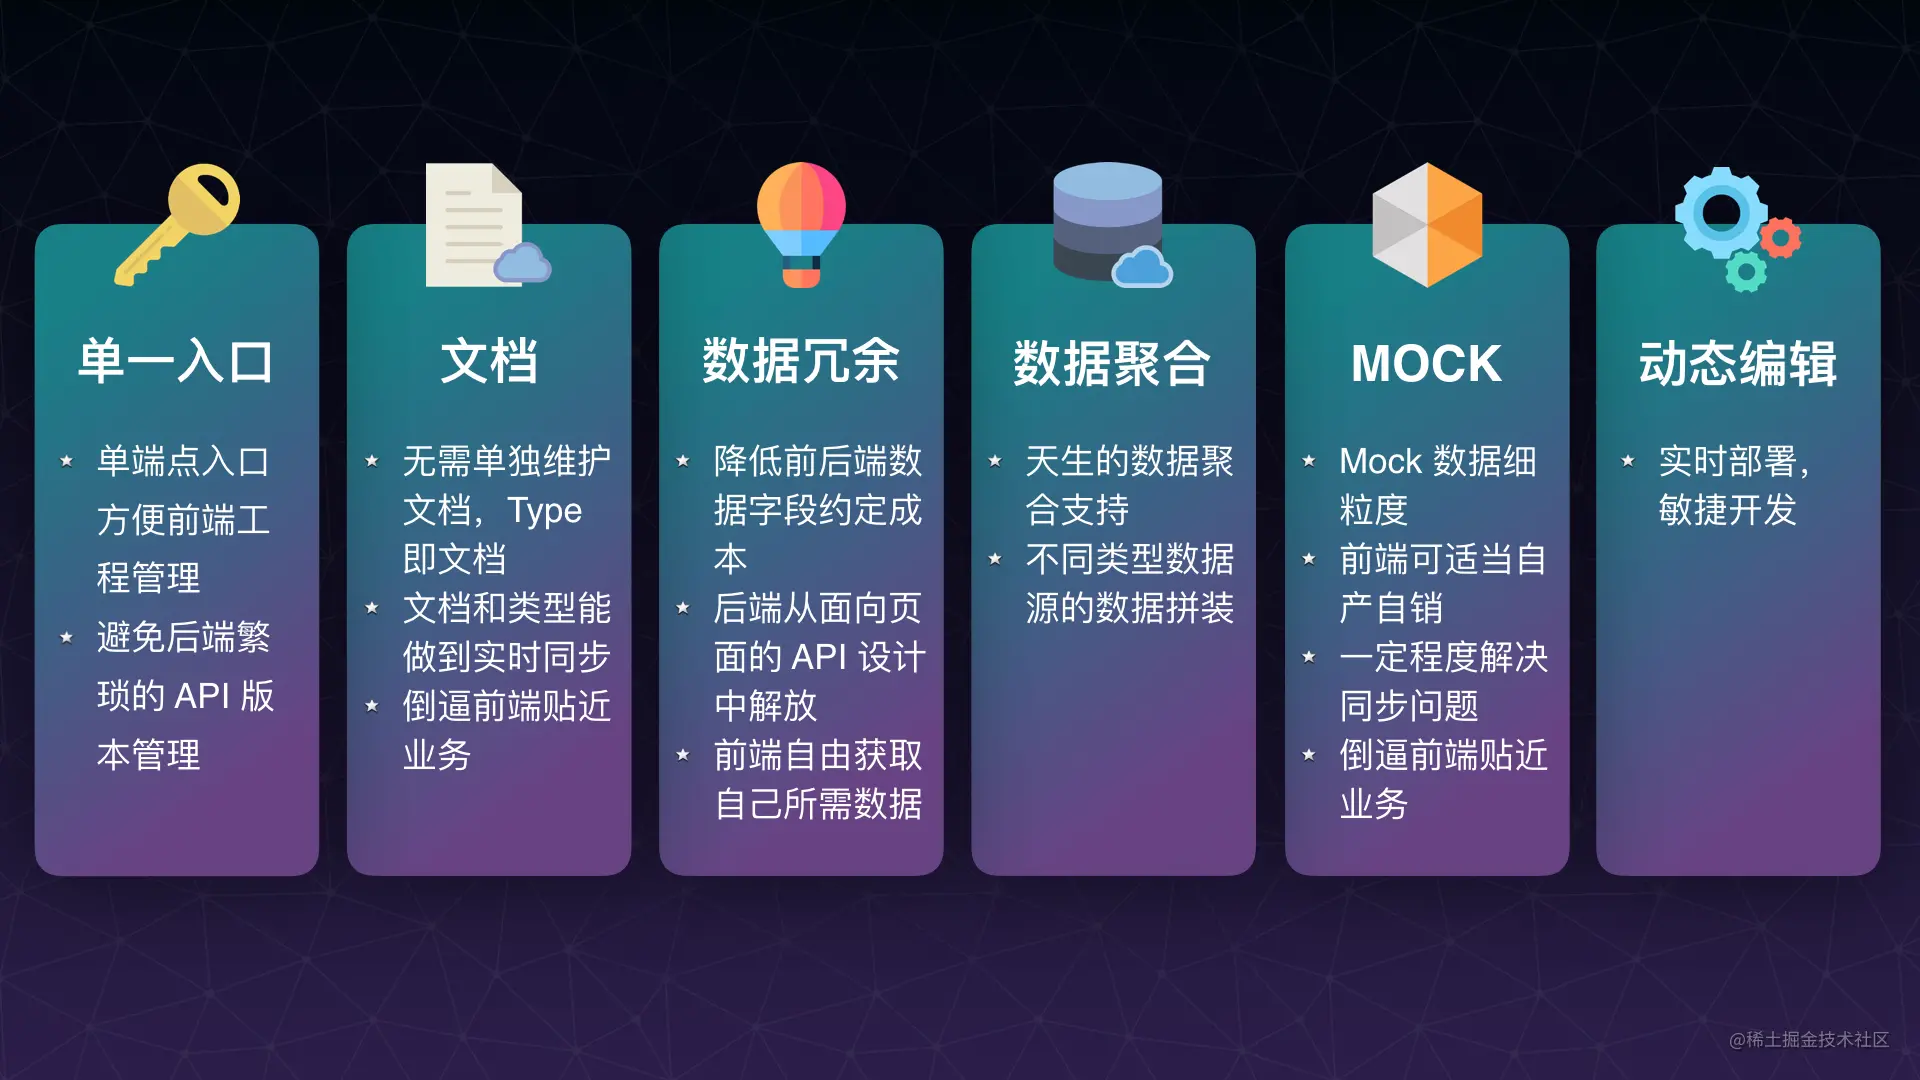 单一入口
单端点入口
方便前端工
程管理
避免后端繁
琐的 API 版
本管理
文档
无需单独维护
文档，Type
即文档
文档和类型能
做到实时同步
倒逼前端贴近
业务
数据冗余
降低前后端数
据字段约定成
本
后端从面向页
面的 API 设计
中解放
前端自由获取
自己所需数据
数据聚合
天生的数据聚
合支持
不同类型数据
源的数据拼装
MOCK
Mock 数据细
粒度
前端可适当自
产自销
一定程度解决
同步问题
倒逼前端贴近
业务
动态编辑
实时部署，
敏捷开发
@稀土掘金技术社区